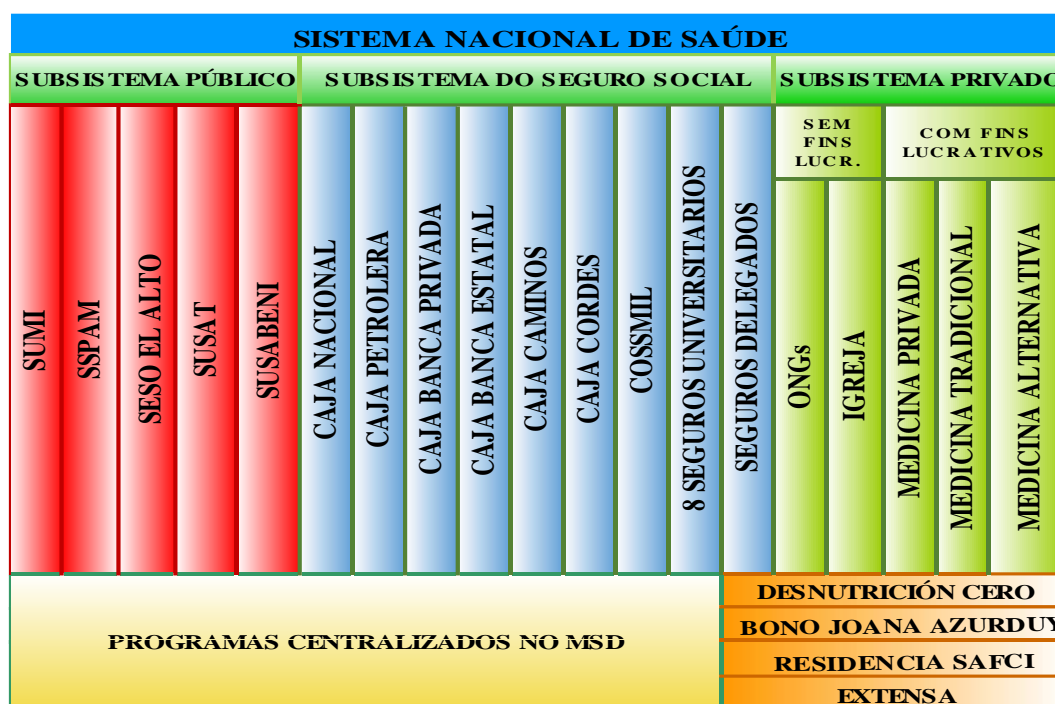 SISTEMA NACIONAL DE SAÚDE
SUBSISTEMA PÚBLICO
SUBSISTEMA DO SEGURO SOCIAL
SUBSISTEMA PRIVADO
SEM
FINS
LUCR.
COM FINS
LUCRATIVOS
SUMI
SSPAM
SESO EL ALTO
SUSAT
SUSABENI
CAJA NACIONAL
CAJA PETROLERA
CAJA BANCA PRIVADA
CAJA BANCA ESTATAL
CAJA CAMINOS
CAJA CORDES
COSSMIL
8 SEGUROS UNIVERSITARIOS
SEGUROS DELEGADOS
ONGs
IGREJA
MEDICINA PRIVADA
MEDICINA TRADICIONAL
MEDICINA ALTERNATIVA
PROGRAMAS CENTRALIZADOS NO MSD
DESNUTRICIÓN CERO
BONO JOANA AZURDUY
RESIDENCIA SAFCI
EXTENSA